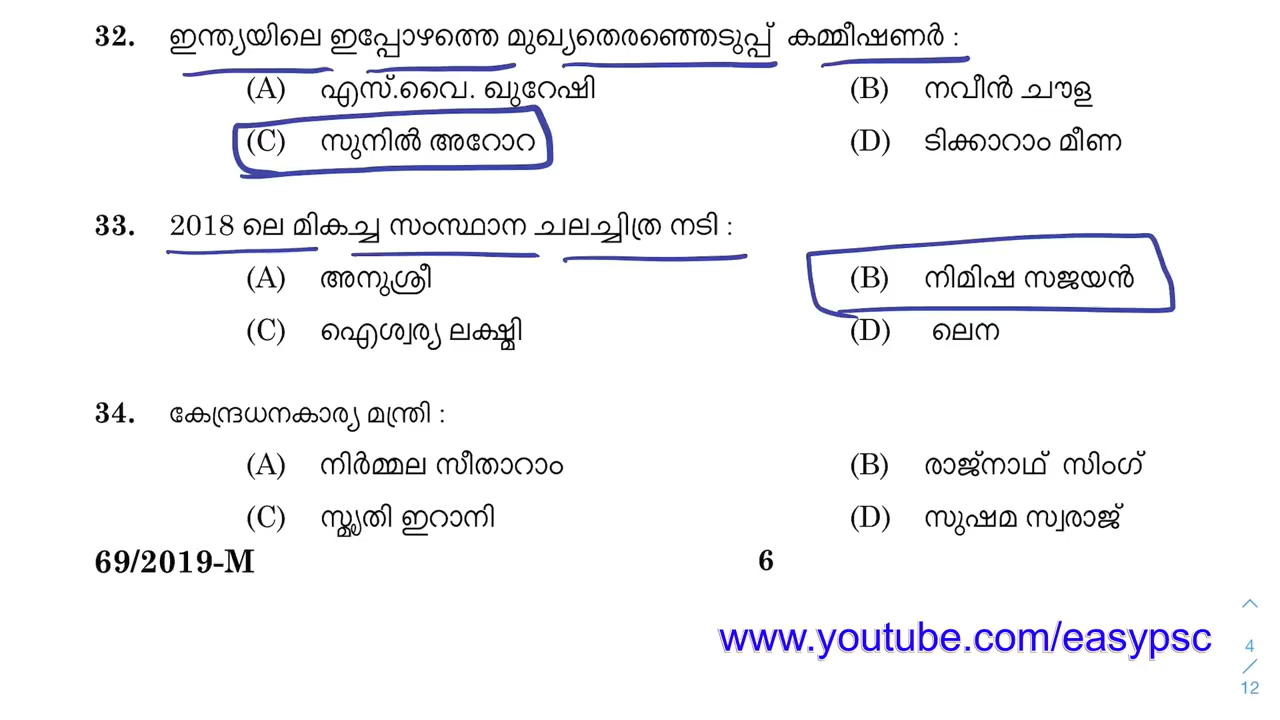 32. ഇന്ത്യയിലെ ഇപ്പോഴത്തെ മുഖ്യതെരഞ്ഞെടുപ്പ് കമ്മീഷണർ :
(A) എസ്.വൈ. ഖുറേഷി (B) നവീൻ ചൗള
(C) സുനിൽ അറോറ (D) ടിക്കാറാം മീണ
33. 2018 ലെ മികച്ച സംസ്ഥാന ചലച്ചിത്ര നടി :
(A) അനുശ്രീ (B) നിമിഷ സജയൻ
(C) ഐശ്വര്യ ലക്ഷ്മി (D) ലെന
34. കേന്ദ്രധനകാര്യ മന്ത്രി :
(A) നിർമ്മല സീതാറാം (B) രാജ്നാഥ് സിംഗ്
(C) സ്മൃതി ഇറാനി (D) സുഷമ സ്വരാജ്
69/2019-M 6
www.youtube.com/easypsc
4
/
12